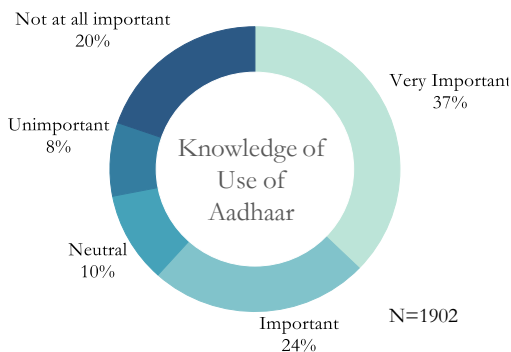 Not at all important
20%
Very Important
37%
Unimportant
8%
Knowledge of
Use of
Aadhaar
Neutral
10%
Important
24%
N=1902